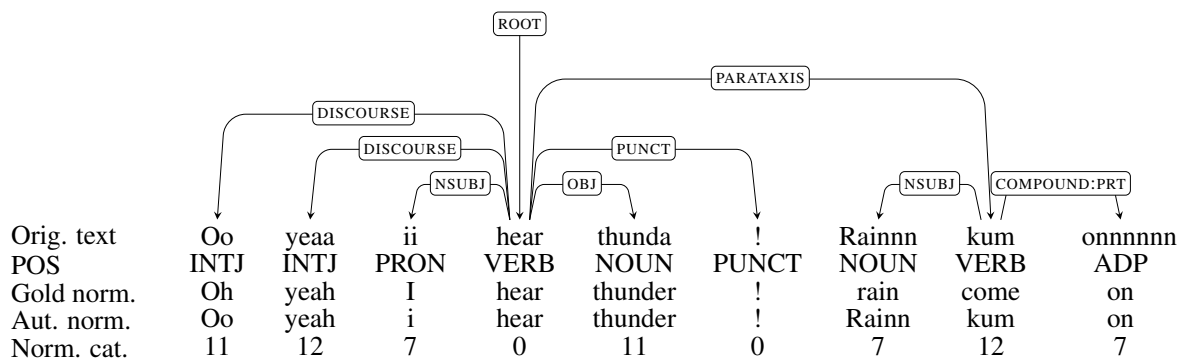 ROOT
PARATAXIS
DISCOURSE
DISCOURSE PUNCT
NSUBJ OBJ NSUBJ COMPOUND:PRT
Orig. text Oo yeaa ii hear thunda ! Rainnn kum onnnnnn
POS INTJ INTJ PRON VERB NOUN PUNCT NOUN VERB ADP
Gold norm. Oh yeah I hear thunder ! rain come on
Aut. norm. Oo yeah i hear thunder ! Rainn kum on
Norm. cat. 11 12 7 0 11 0 7 12 7